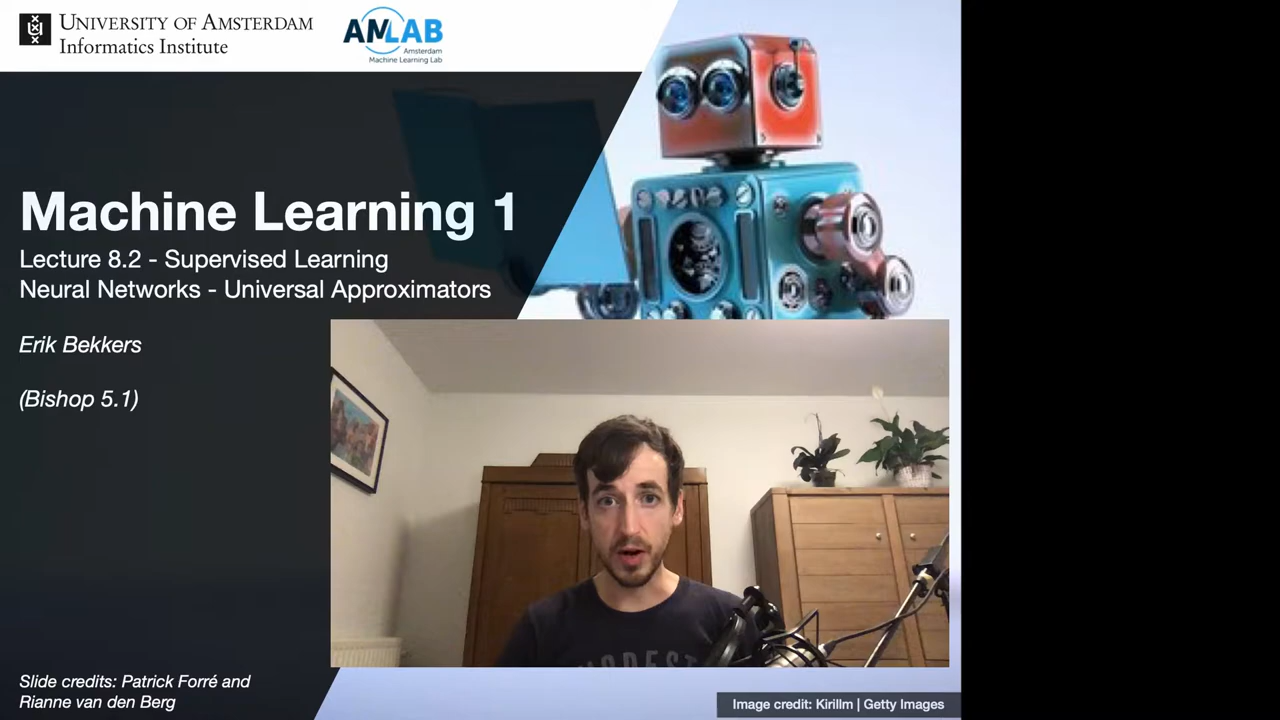 UNIVERSITY OF AMSTERDAM
Informatics Institute
AMLAB
Amsterdam
Machine Learning Lab
Machine Learning 1
Lecture 8.2 - Supervised Learning
Neural Networks - Universal Approximators
Erik Bekkers
(Bishop 5.1)
Slide credits: Patrick Forré and
Rianne van den Berg
Image credit: Kirillm | Getty Images